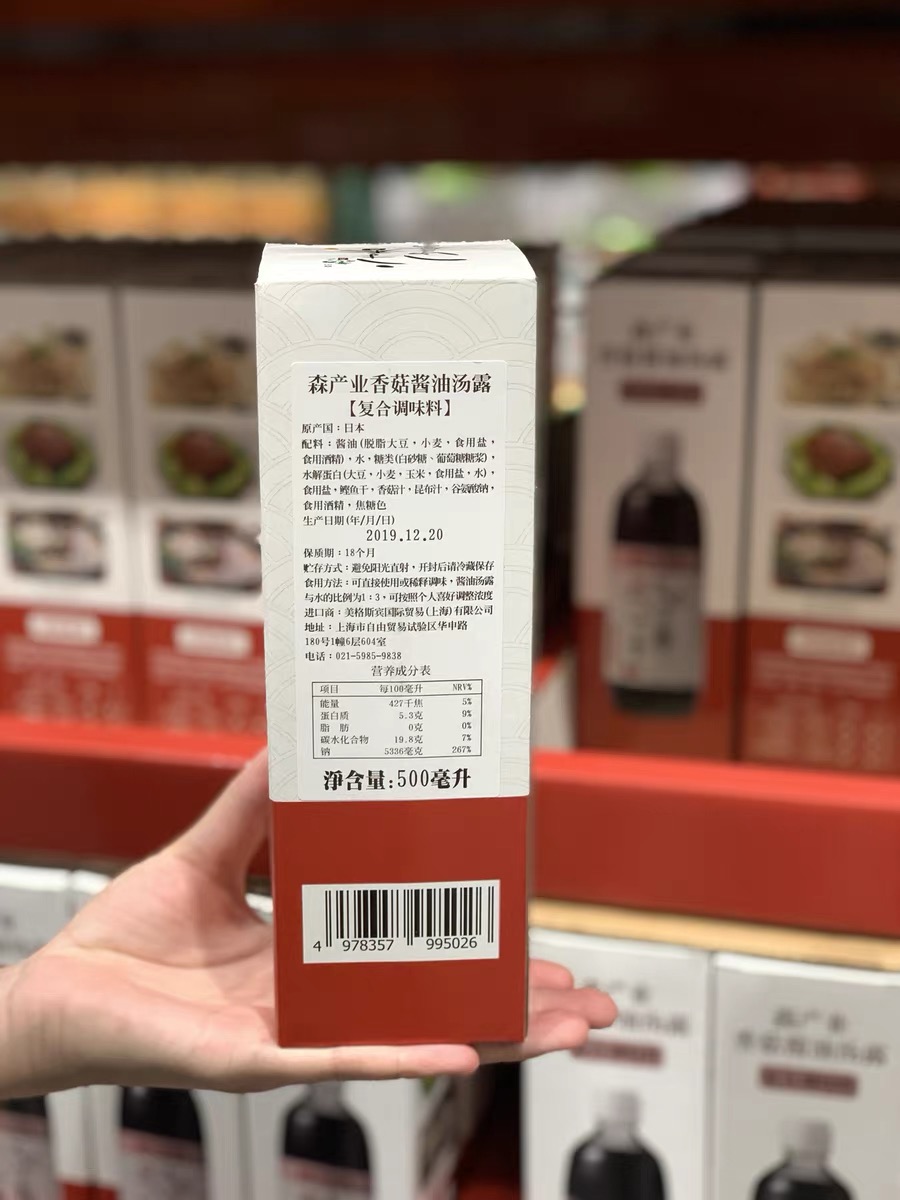 森产业香菇酱油汤露
【复合调味料】
原产国：日本
配料：酱油(脱脂大豆，小麦，食用盐，
食用酒精)，水，糖类(白砂糖、葡萄糖糖浆)，
水解蛋白(大豆，小麦，玉米，食用盐，水)，
食用盐，鲣鱼干，香菇汁，昆布汁，谷氨酸钠，
食用酒精，焦糖色
生产日期(年/月/日)
2019.12.20
保质期：18个月
贮存方式：避免阳光直射，开封后请冷藏保存
食用方法：可直接使用或稀释调味，酱油汤露
与水的比例为1：3，可按照个人喜好调整浓度
进口商：美格斯宾国际贸易(上海)有限公司
地址：上海市自由贸易试验区华申路
180号1幢6层604室
电话：021-5985-9838
营养成分表
项目 每100毫升 NRV%
能量 427千焦 5%
蛋白质 5.3克 9%
脂 肪 0克 0%
碳水化合物 19.8克 7%
钠 5336毫克 267%
净含量:500毫升
4 978357 995026